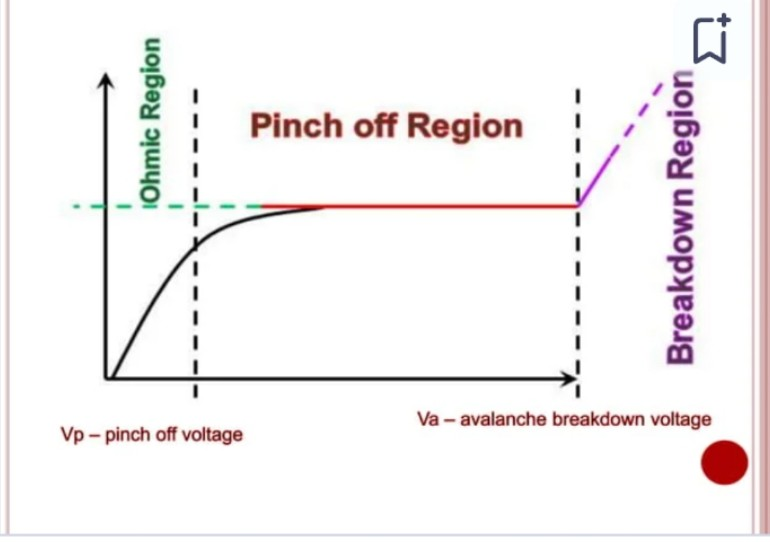 Ohmic Region
Pinch off Region
Breakdown Region
Va – avalanche breakdown voltage
Vp – pinch off voltage